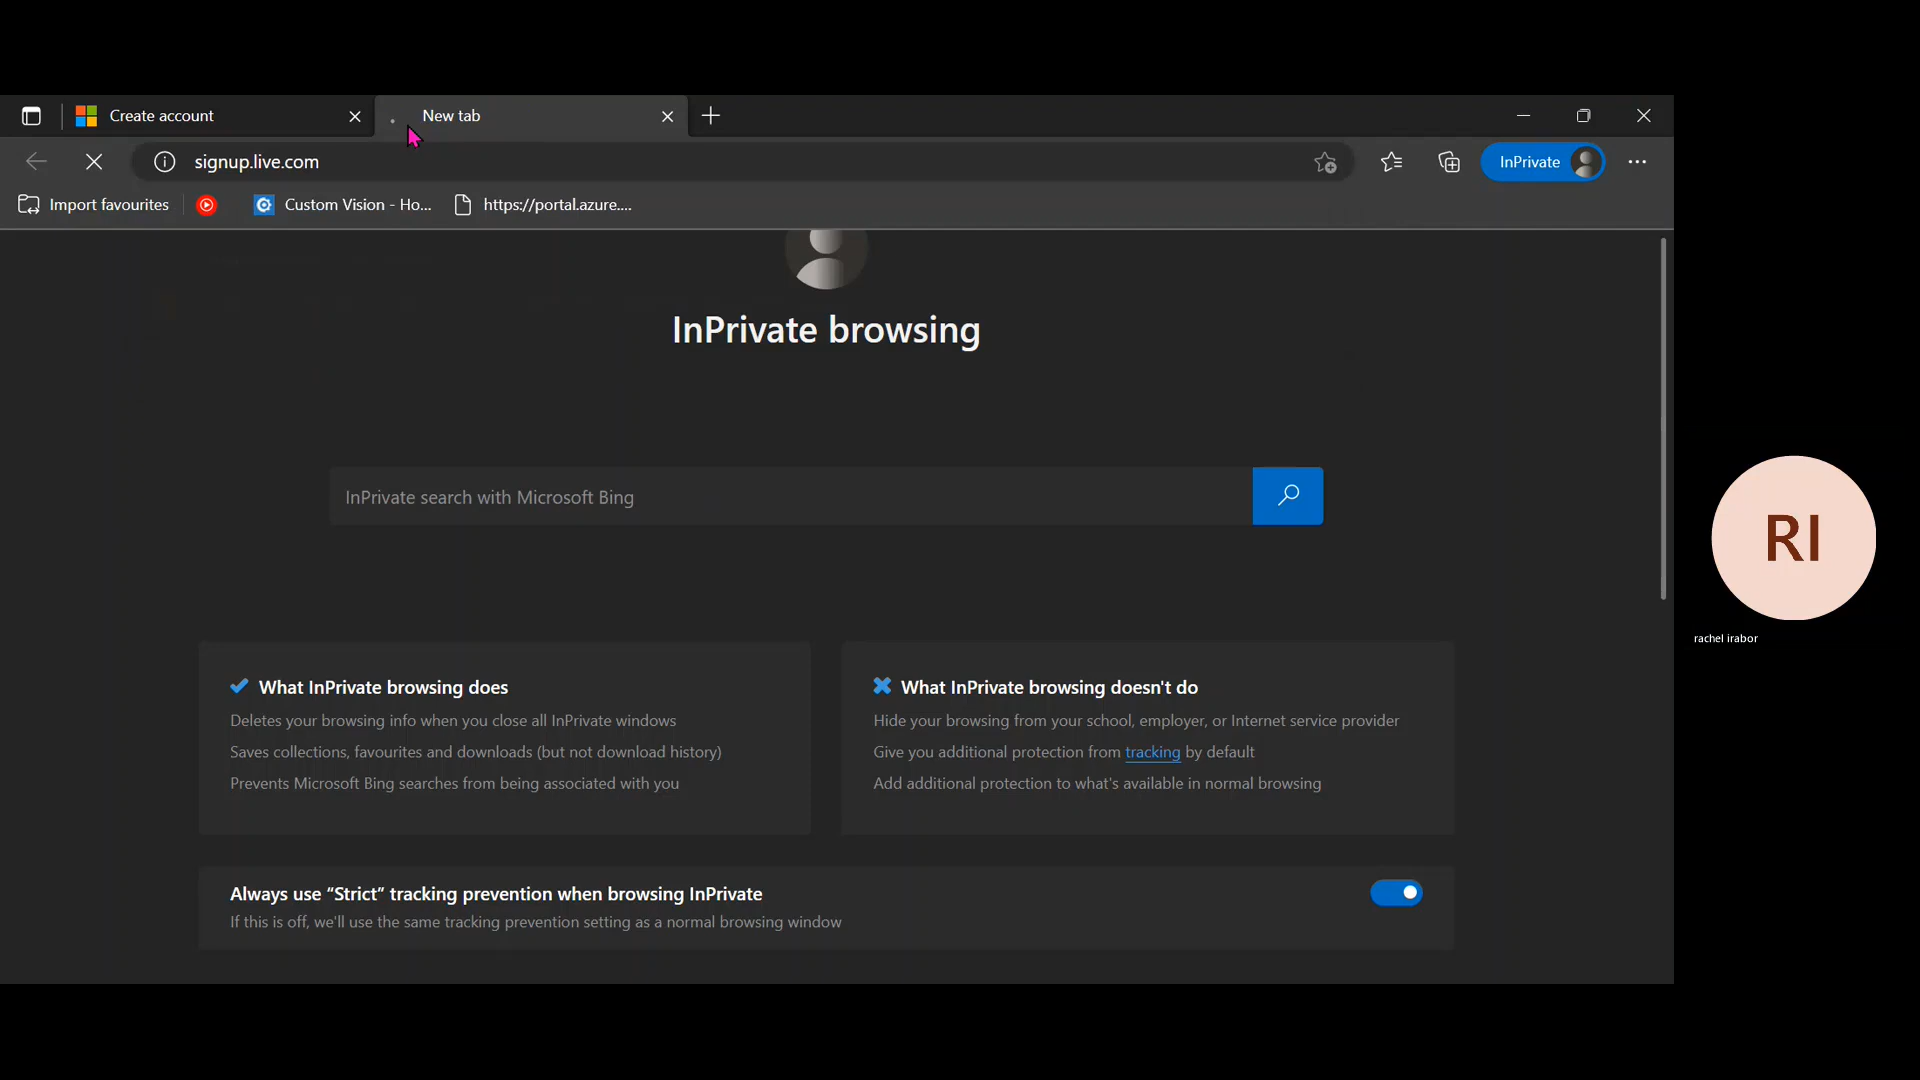 Create account
New tab
signup.live.com
InPrivate
Import favourites
Custom Vision - Ho...
https://portal.azure....
InPrivate browsing
InPrivate search with Microsoft Bing
What InPrivate browsing does
Deletes your browsing info when you close all InPrivate windows
Saves collections, favourites and downloads (but not download history)
Prevents Microsoft Bing searches from being associated with you
What InPrivate browsing doesn't do
Hide your browsing from your school, employer, or Internet service provider
Give you additional protection from tracking by default
Add additional protection to what's available in normal browsing
Always use “Strict” tracking prevention when browsing InPrivate
If this is off, we'll use the same tracking prevention setting as a normal browsing window
RI
rachel irabor